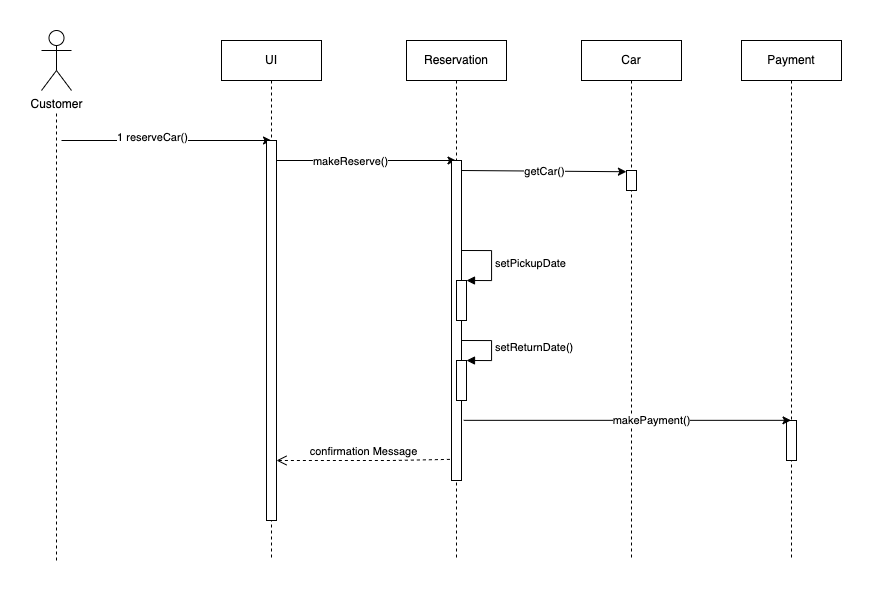 Customer
UI
Reservation
Car
Payment
1 reserveCar()
makeReserve()
getCar()
setPickupDate
setReturnDate()
makePayment()
confirmation Message